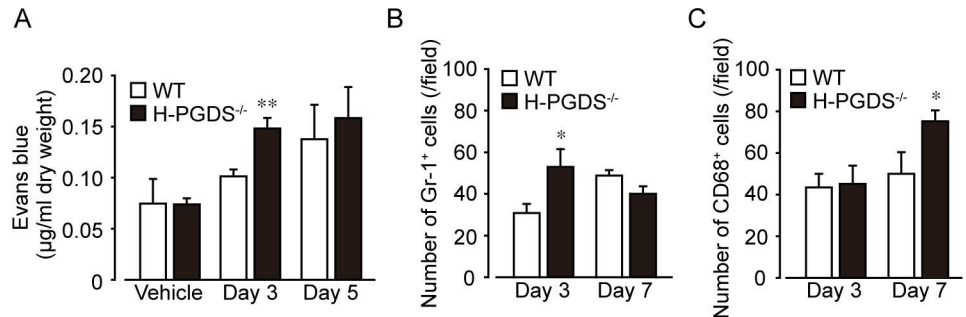 A
Evans blue
(µg/ml dry weight)
0.20
0.15
0.10
0.05
0
WT
H-PGDS-/-
**
Vehicle Day 3 Day 5
B
Number of Gr-1+ cells (/field)
100
80
60
40
20
0
WT
H-PGDS-/-
*
Day 3 Day 7
C
Number of CD68+ cells (/field)
100
80
60
40
20
0
WT
H-PGDS-/-
*
Day 3 Day 7